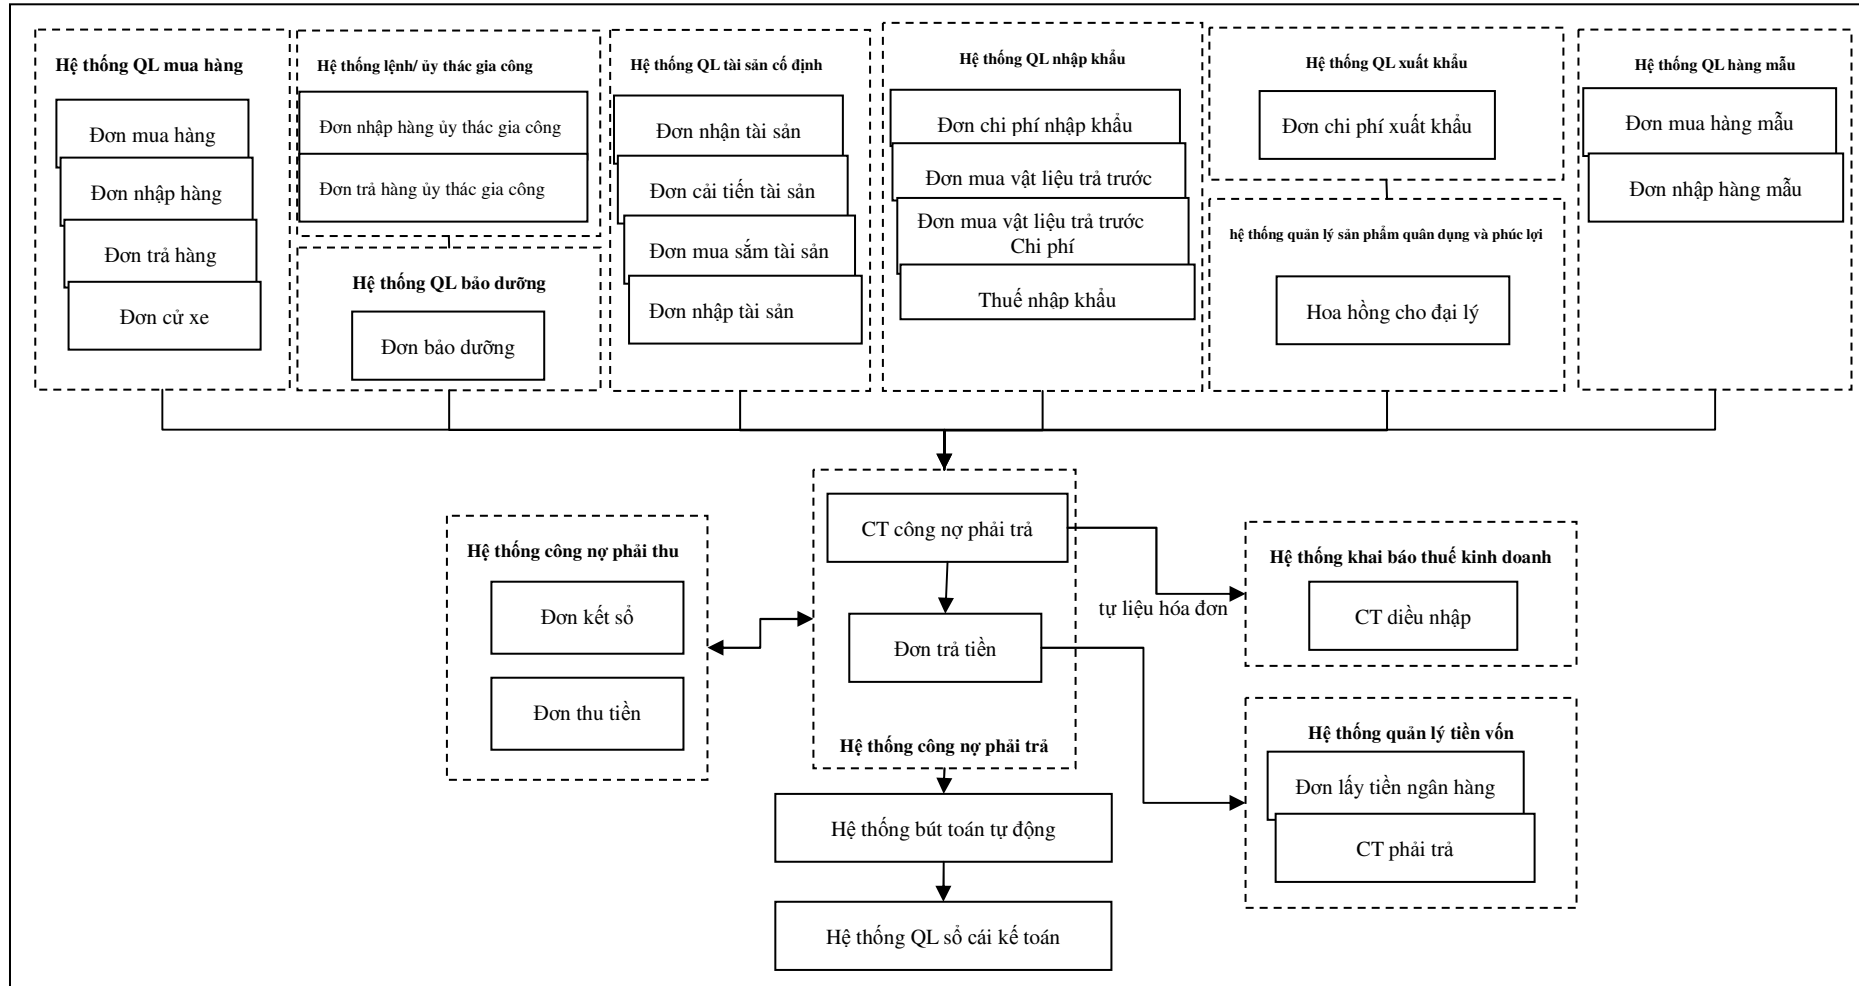 Hệ thống QL mua hàng
Đơn mua hàng
Đơn nhập hàng
Đơn trả hàng
Đơn cử xe
Hệ thống lệnh/ ủy thác gia công
Đơn nhập hàng ủy thác gia công
Đơn trả hàng ủy thác gia công
Hệ thống QL bảo dưỡng
Đơn bảo dưỡng
Hệ thống QL tài sản cố định
Đơn nhận tài sản
Đơn cải tiến tài sản
Đơn mua sắm tài sản
Đơn nhập tài sản
Hệ thống QL nhập khẩu
Đơn chi phí nhập khẩu
Đơn mua vật liệu trả trước
Đơn mua vật liệu trả trước
Chi phí
Thuế nhập khẩu
Hệ thống QL xuất khẩu
Đơn chi phí xuất khẩu
hệ thống quản lý sản phẩm quân dụng và phúc lợi
Hoa hồng cho đại lý
Hệ thống QL hàng mẫu
Đơn mua hàng mẫu
Đơn nhập hàng mẫu
Hệ thống công nợ phải thu
Đơn kết sổ
Đơn thu tiền
CT công nợ phải trả
Đơn trả tiền
Hệ thống công nợ phải trả
tự liệu hóa đơn
Hệ thống khai báo thuế kinh doanh
CT diều nhập
Hệ thống quản lý tiền vốn
Đơn lấy tiền ngân hàng
CT phải trả
Hệ thống bút toán tự động
Hệ thống QL sổ cái kế toán